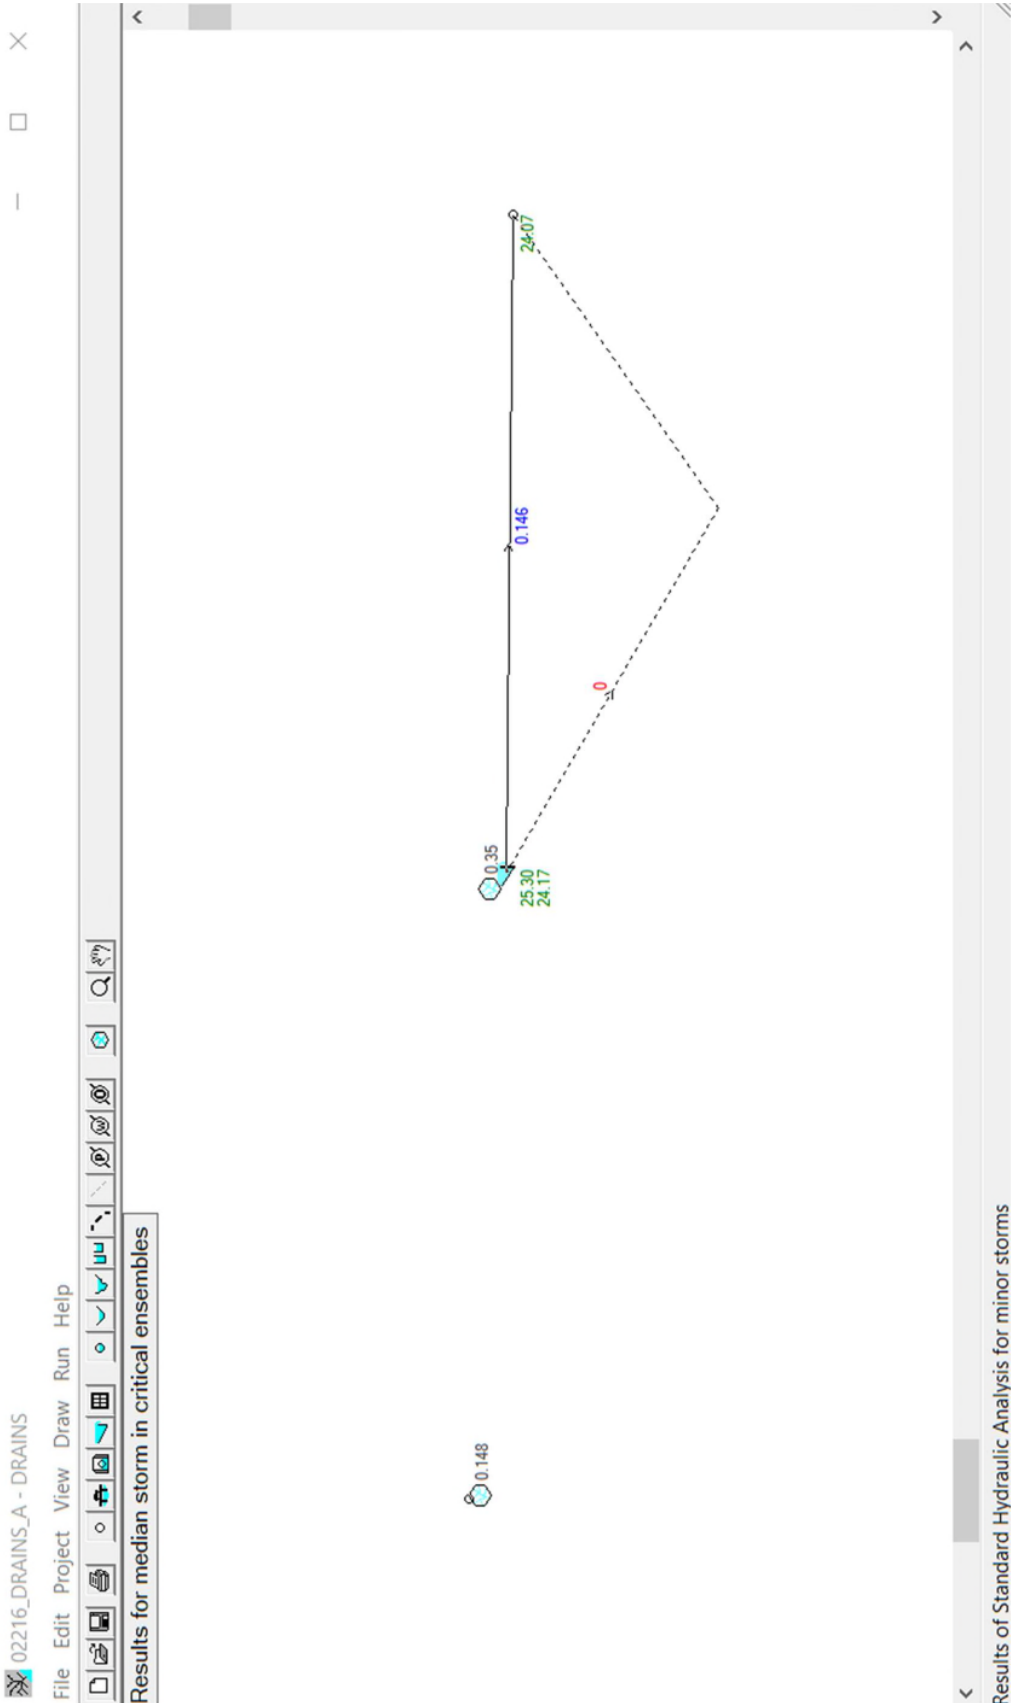 02216_DRAINS_A - DRAINS
File Edit Project View Draw Run Help
Results for median storm in critical ensembles
0.148
0.35
25.30
24.17
0
0.146
24.07
Results of Standard Hydraulic Analysis for minor storms